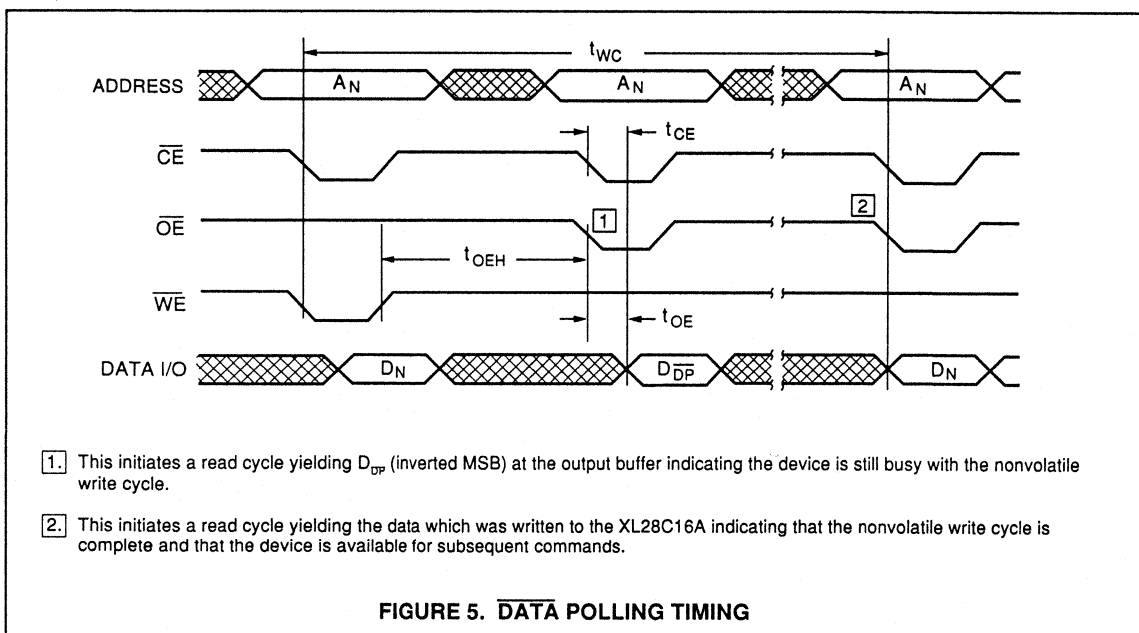 tWC
ADDRESS AN AN AN
tCE
CE
1 2
OE
tOEH
WE
tOE
DATA I/O DN DDP DN
1. This initiates a read cycle yielding DDP (inverted MSB) at the output buffer indicating the device is still busy with the nonvolatile
write cycle.
2. This initiates a read cycle yielding the data which was written to the XL28C16A indicating that the nonvolatile write cycle is
complete and that the device is available for subsequent commands.
FIGURE 5. DATA POLLING TIMING